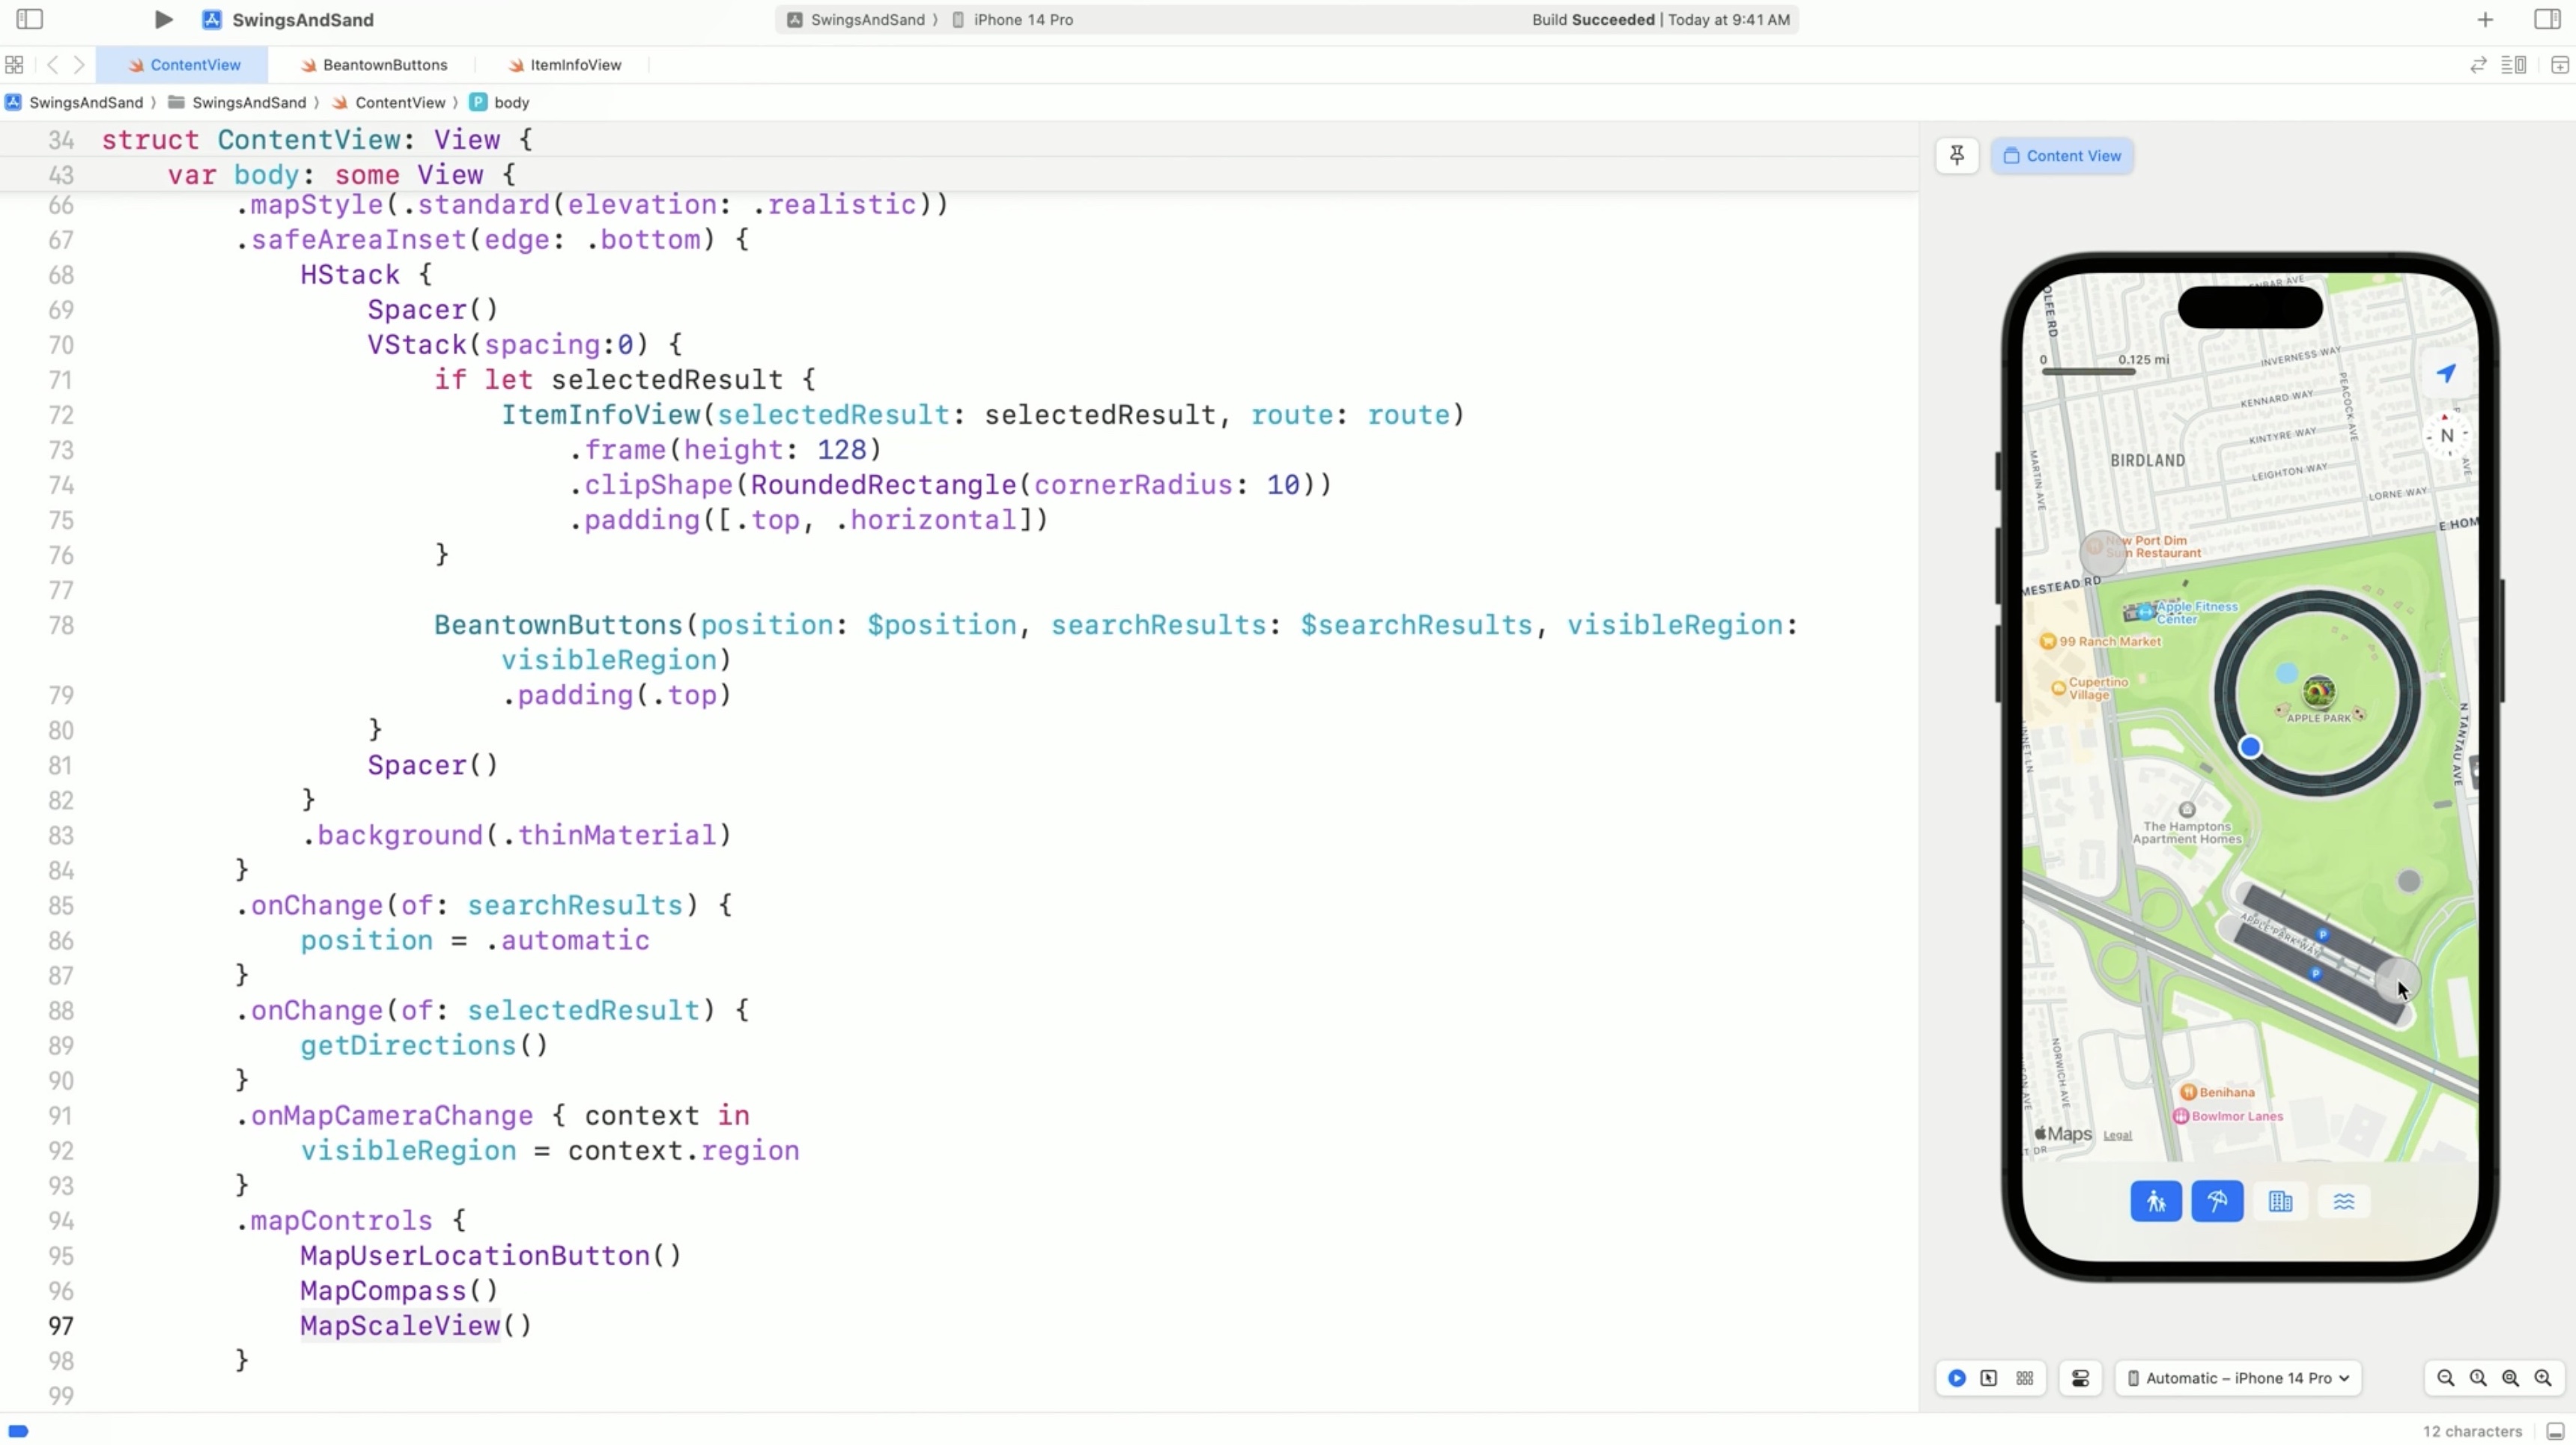 SwingsAndSand
SwingsAndSand 〉 iPhone 14 Pro
Build Succeeded | Today at 9:41 AM
ContentView
BeantownButtons
ItemInfoView
SwingsAndSand 〉 SwingsAndSand 〉 ContentView 〉 P body
34 struct ContentView: View {
43 var body: some View {
66 .mapStyle(.standard(elevation: .realistic))
67 .safeAreaInset(edge: .bottom) {
68 HStack {
69 Spacer()
70 VStack(spacing:0) {
71 if let selectedResult {
72 ItemInfoView(selectedResult: selectedResult, route: route)
73 .frame(height: 128)
74 .clipShape(RoundedRectangle(cornerRadius: 10))
75 .padding([.top, .horizontal])
76 }
77
78 BeantownButtons(position: $position, searchResults: $searchResults, visibleRegion:
visibleRegion)
79 .padding(.top)
80 }
81 Spacer()
82 }
83 .background(.thinMaterial)
84 }
85 .onChange(of: searchResults) {
86 position = .automatic
87 }
88 .onChange(of: selectedResult) {
89 getDirections()
90 }
91 .onMapCameraChange { context in
92 visibleRegion = context.region
93 }
94 .mapControls {
95 MapUserLocationButton()
96 MapCompass()
97 MapScaleView()
98 }
99
Content View
OLFE RD
0 0.125 mi
INVERNESS WAY
PEACOCK AVE
KENNARD WAY
N
KINTYRE WAY
BIRDLAND
AVE
LEIGHTON WAY
MARTIN AVE
LORNE WAY
E HOM
New Port Dim
Sum Restaurant
MESTEAD RD
Apple Fitness
Center
99 Ranch Market
Cupertino
Village
APPLE PARK
N TANTAU AVE
LINNET LN
The Hamptons
Apartment Homes
APPLE PARK WAY
P
P
NORWICH AVE
Benihana
Bowlmor Lanes
Maps Legal
T DR
Automatic – iPhone 14 Pro
12 characters